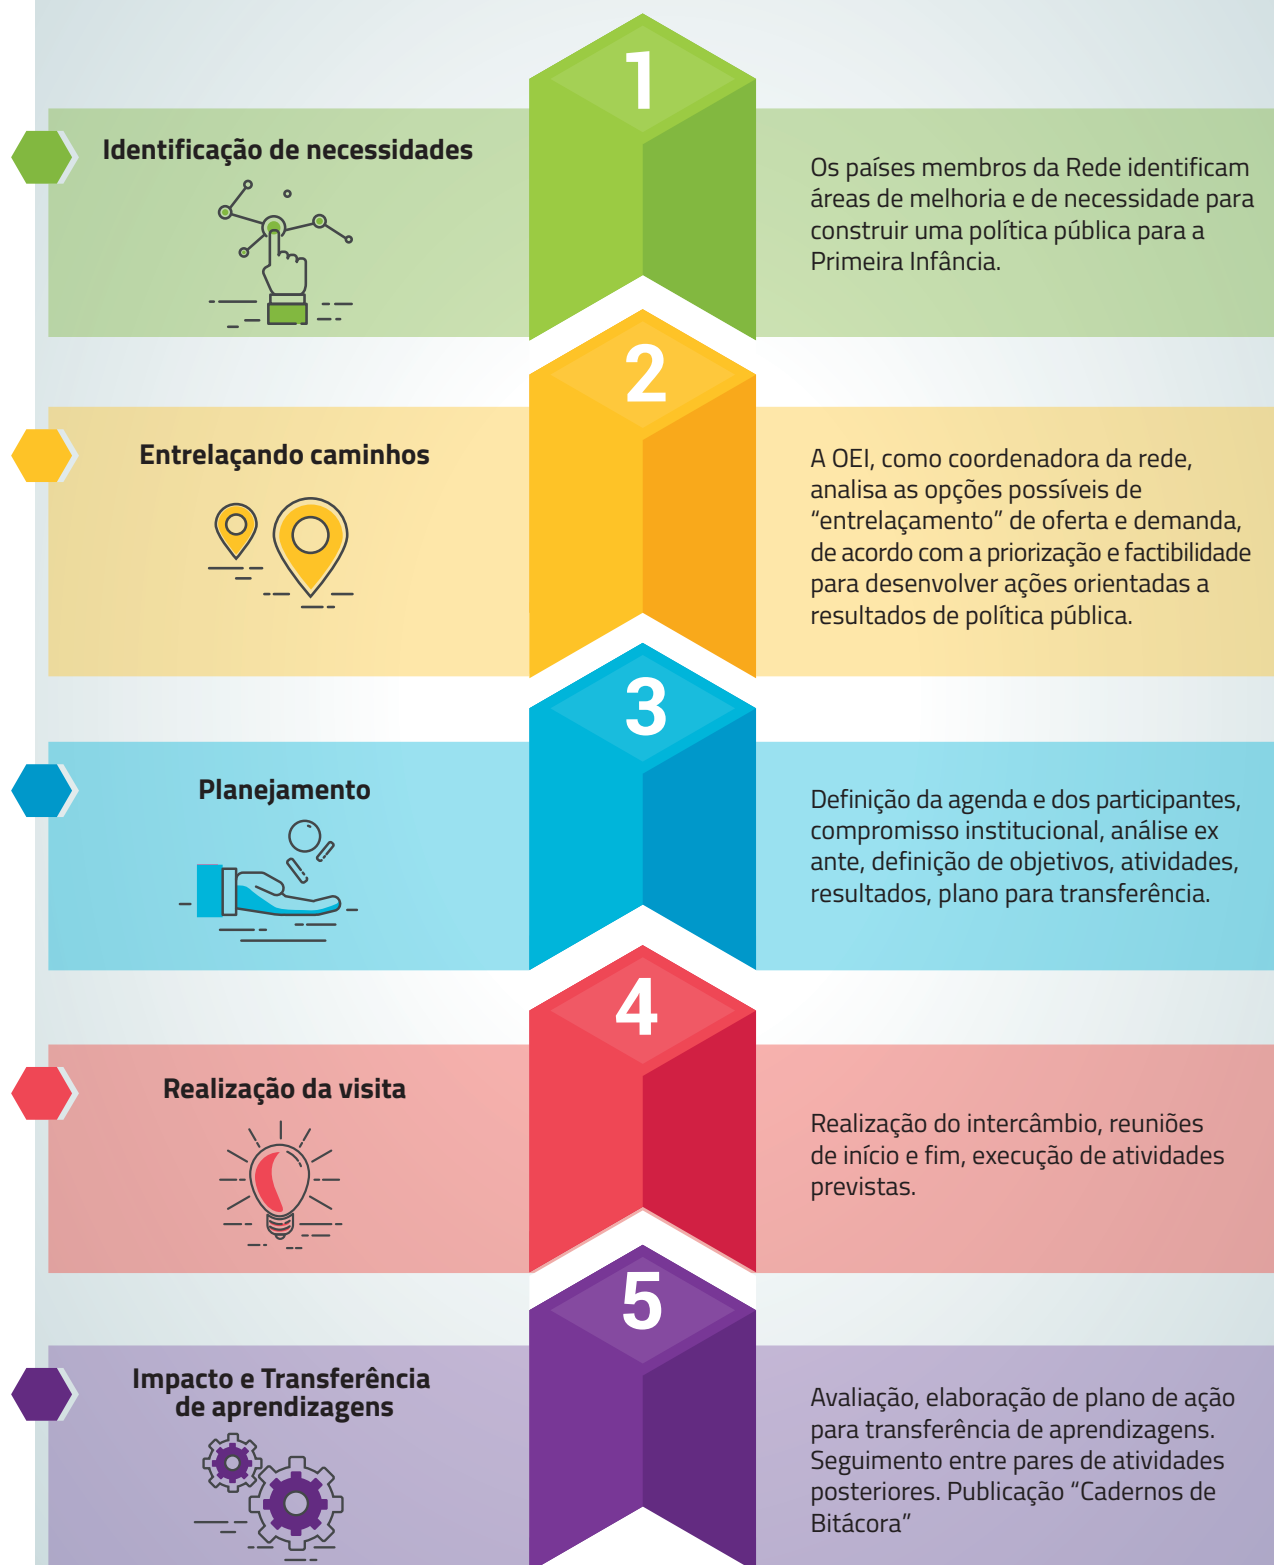 1
Identificação de necessidades
Os países membros da Rede identificam
áreas de melhoria e de necessidade para
construir uma política pública para a
Primeira Infância.
2
Entrelaçando caminhos
A OEI, como coordenadora da rede,
analisa as opções possíveis de
“entrelaçamento” de oferta e demanda,
de acordo com a priorização e factibilidade
para desenvolver ações orientadas a
resultados de política pública.
3
Planejamento
Definição da agenda e dos participantes,
compromisso institucional, análise ex
ante, definição de objetivos, atividades,
resultados, plano para transferência.
4
Realização da visita
Realização do intercâmbio, reuniões
de início e fim, execução de atividades
previstas.
5
Impacto e Transferência
de aprendizagens
Avaliação, elaboração de plano de ação
para transferência de aprendizagens.
Seguimento entre pares de atividades
posteriores. Publicação “Cadernos de
Bitácora”